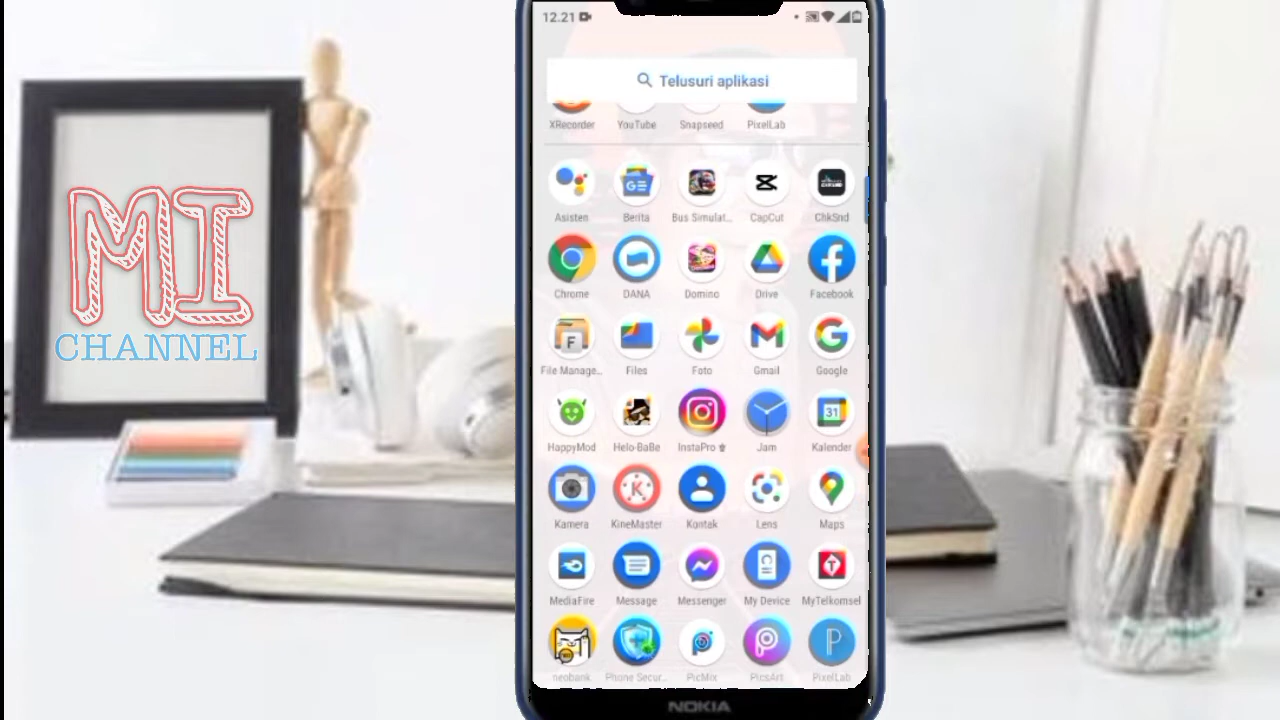 12.21
Telusuri aplikasi
XRecorder YouTube Snapseed PixelLab
Asisten Berita Bus Simulat... CapCut ChkSnd
Chrome DANA Domino Drive Facebook
File Manage... Files Foto Gmail Google
HappyMod Helo-BaBe InstaPro Jam Kalender
Kamera KineMaster Kontak Lens Maps
MediaFire Message Messenger My Device MyTelkomsel
neobank Phone Secur... PicMix PicsArt PixelLab
NOKIA
MI
CHANNEL
GE
F
31
K